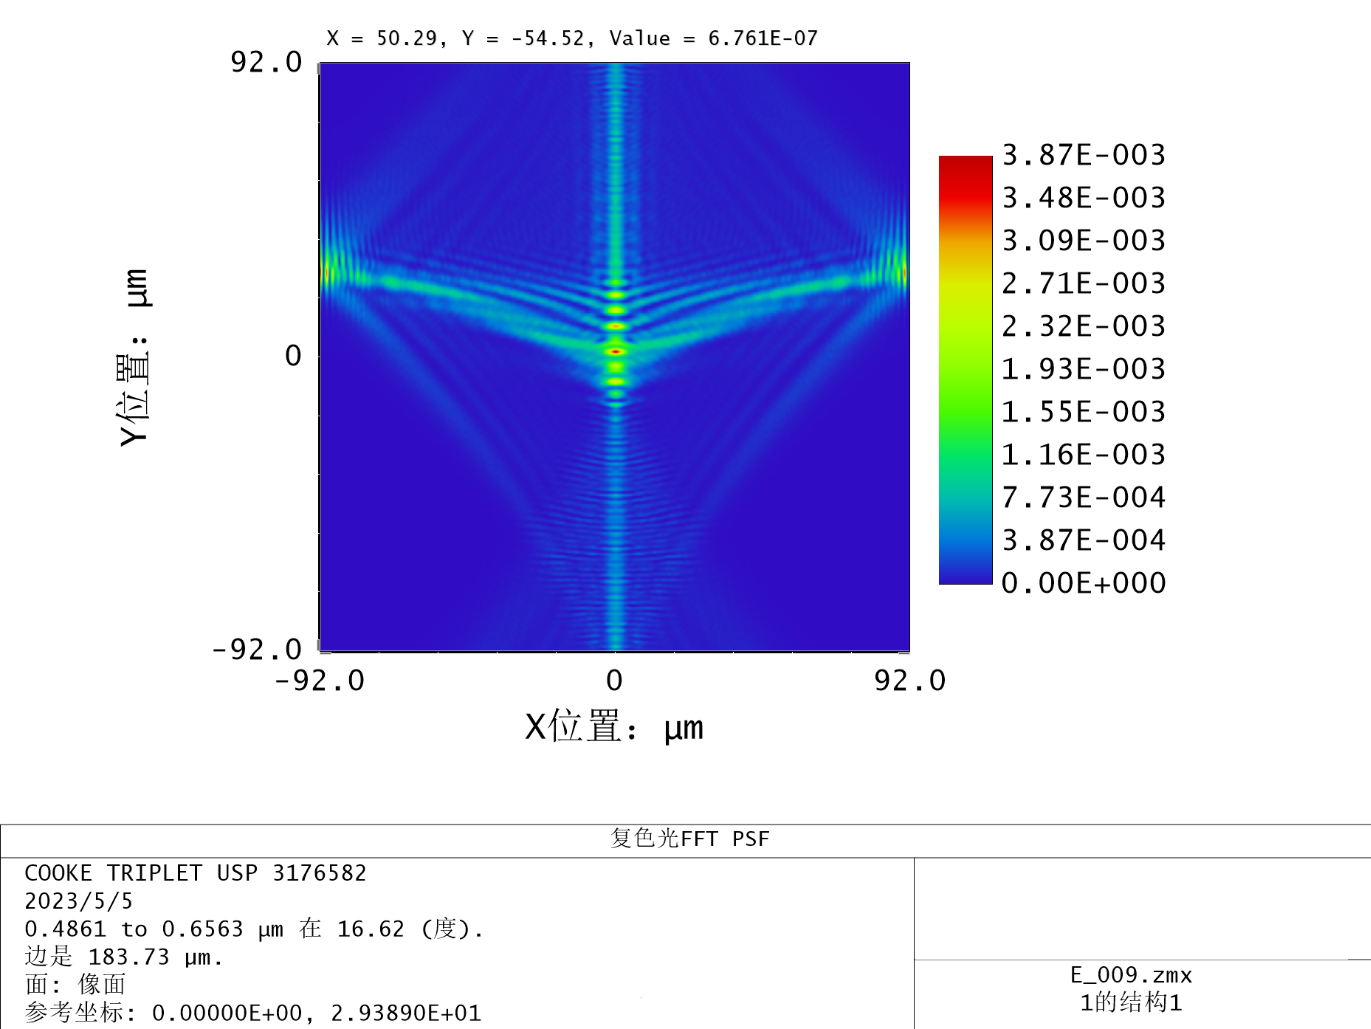 X = 50.29, Y = -54.52, Value = 6.761E-07
92.0
0
-92.0
Y位置: µm
-92.0
0
92.0
X位置: µm
3.87E-003
3.48E-003
3.09E-003
2.71E-003
2.32E-003
1.93E-003
1.55E-003
1.16E-003
7.73E-004
3.87E-004
0.00E+000
复色光FFT PSF
COOKE TRIPLET USP 3176582
2023/5/5
0.4861 to 0.6563 µm 在 16.62 (度).
边是 183.73 µm.
面: 像面
参考坐标: 0.00000E+00, 2.93890E+01
E_009.zmx
1的结构1